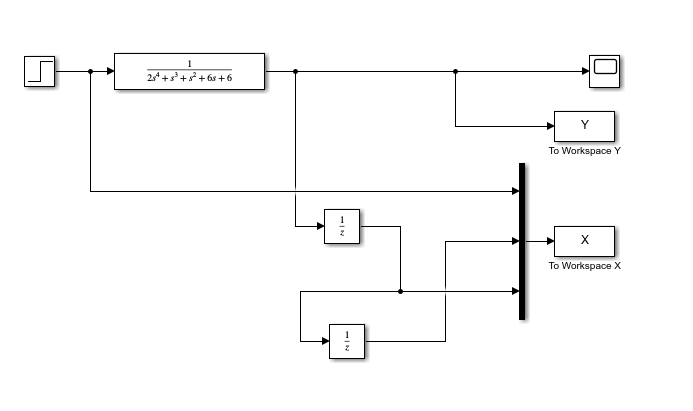 1
2s⁴ + s³ + s² + 6s + 6
Y
To Workspace Y
1
z
X
To Workspace X
1
z